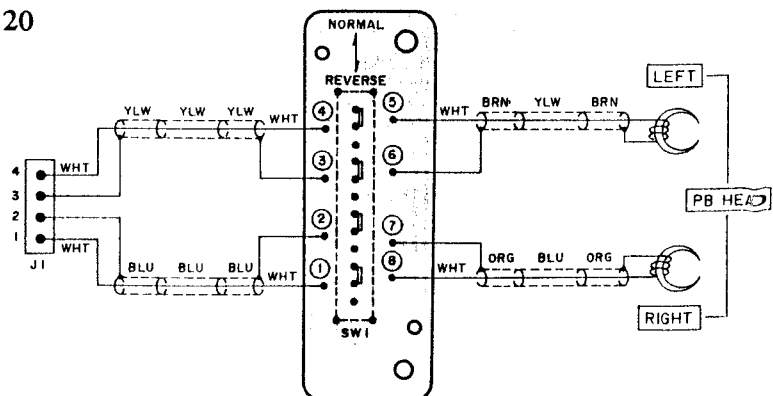 20
NORMAL
REVERSE
YLW YLW YLW WHT
4
5
WHT BRN YLW BRN
LEFT
3
6
4 WHT
3
2
1 WHT
J1
PB HEAD
2
7
BLU BLU BLU WHT
1
8
WHT ORG BLU ORG
RIGHT
SW1